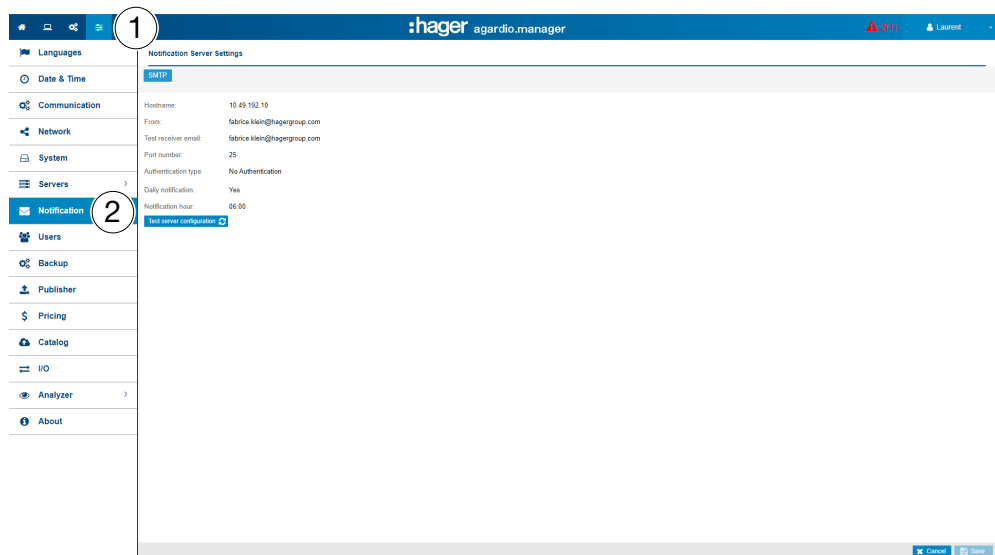 1
:hager agardio.manager
Laurent
Languages
Date & Time
Communication
Network
System
Servers
Notification
2
Users
Backup
Publisher
Pricing
Catalog
I/O
Analyzer
About
Notification Server Settings
SMTP
Hostname: 10.49.192.10
From: fabrice.klein@hagergroup.com
Test receiver email: fabrice.klein@hagergroup.com
Port number: 25
Authentication type: No Authentication
Daily notification: Yes
Notification hour: 06:00
Test server configuration
Cancel Save